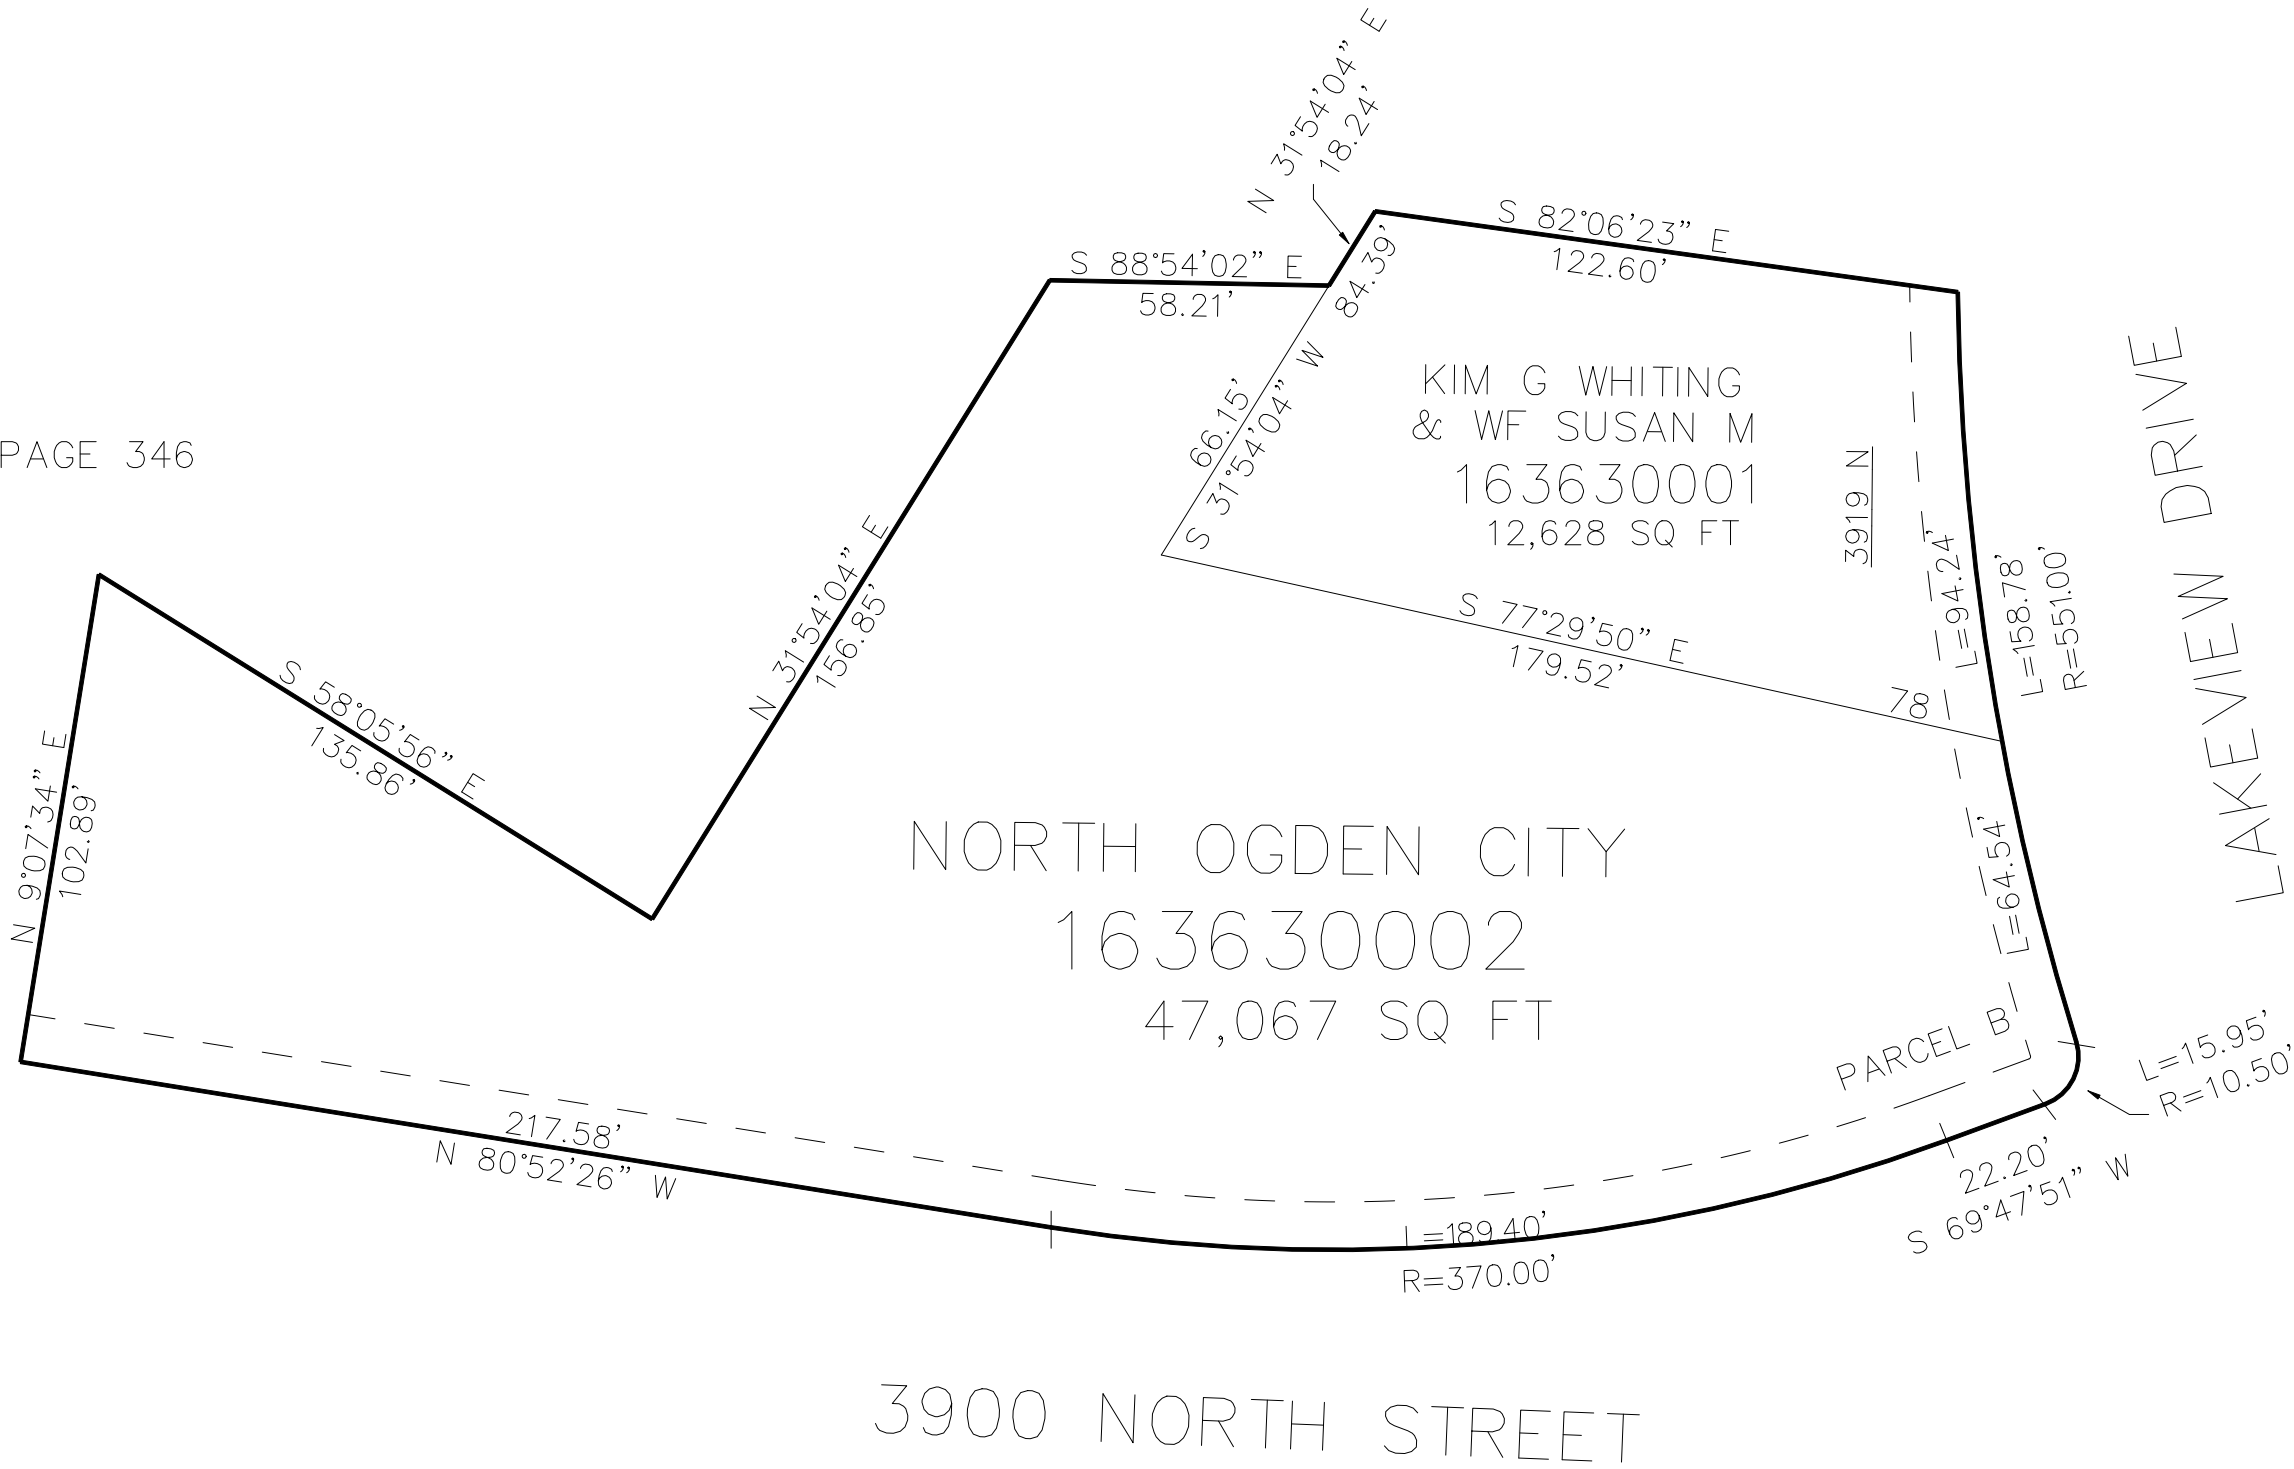 N 31°54'04" E
18.24'
S 82°06'23" E
122.60'
S 88°54'02" E
58.21'
84.39'
S 31°54'04" W
66.15'
KIM G WHITING
& WF SUSAN M
163630001
12,628 SQ FT
3919 N
LAKEVIEW DRIVE
PAGE 346
L=94.24'
L=158.78'
R=551.00'
N 31°54'04" E
156.85'
S 77°29'50" E
179.52'
78
S 58°05'56" E
135.86'
N 9°07'34" E
102.89'
NORTH OGDEN CITY
163630002
47,067 SQ FT
L=64.54'
PARCEL B
L=15.95'
R=10.50'
217.58'
N 80°52'26" W
22.20'
S 69°47'51" W
L=189.40'
R=370.00'
3900 NORTH STREET